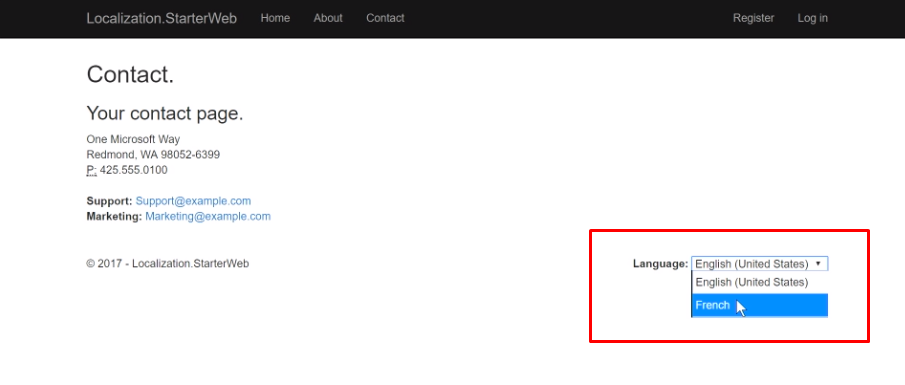 Localization.StarterWeb Home About Contact Register Log in
Contact.
Your contact page.
One Microsoft Way
Redmond, WA 98052-6399
P: 425.555.0100
Support: Support@example.com
Marketing: Marketing@example.com
© 2017 - Localization.StarterWeb Language: English (United States)
English (United States)
French